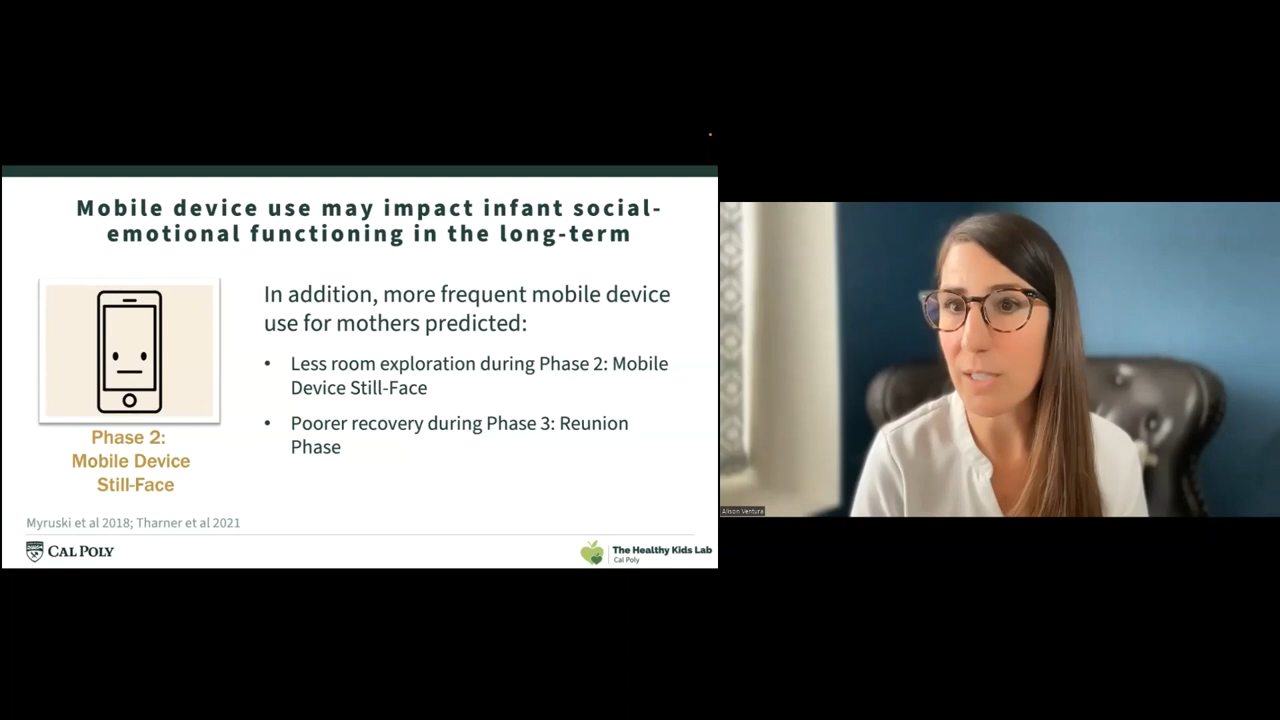 Mobile device use may impact infant social-
emotional functioning in the long-term
In addition, more frequent mobile device
use for mothers predicted:
• Less room exploration during Phase 2: Mobile
Device Still-Face
• Poorer recovery during Phase 3: Reunion
Phase
Phase 2:
Mobile Device
Still-Face
Myruski et al 2018; Tharner et al 2021
CAL POLY
The Healthy Kids Lab
Cal Poly
Alison Ventura